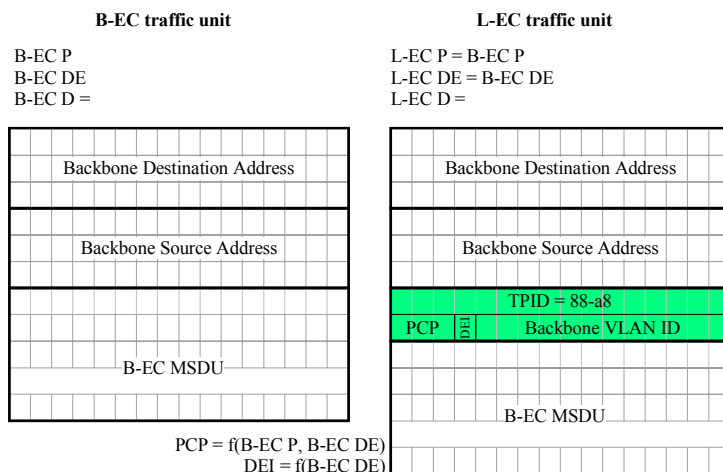 B-EC traffic unit
B-EC P
B-EC DE
B-EC D =
Backbone Destination Address
Backbone Source Address
B-EC MSDU
L-EC traffic unit
L-EC P = B-EC P
L-EC DE = B-EC DE
L-EC D =
Backbone Destination Address
Backbone Source Address
TPID = 88-a8
PCP DEI Backbone VLAN ID
B-EC MSDU
PCP = f(B-EC P, B-EC DE)
DEI = f(B-EC DE)